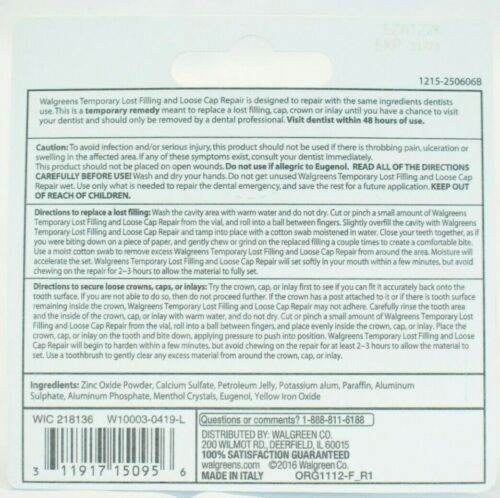 EXP 11/23
1215-250606B
Walgreens Temporary Lost Filling and Loose Cap Repair is designed to repair with the same ingredients dentists
use. This is a temporary remedy meant to replace a lost filling, cap, crown or inlay until you have a chance to visit
your dentist and should only be removed by a dental professional. Visit dentist within 48 hours of use.
Caution: To avoid infection and/or serious injury, this product should not be used if there is throbbing pain, ulceration or
swelling in the affected area. If any of these symptoms exist, consult your dentist immediately.
This product should not be placed on open wounds. Do not use if allegric to Eugenol. READ ALL OF THE DIRECTIONS
CAREFULLY BEFORE USE! Wash and dry your hands. Do not get unused Walgreens Temporary Lost Filling and Loose Cap
Repair wet. Use only what is needed to repair the dental emergency, and save the rest for a future application. KEEP OUT
OF REACH OF CHILDREN.
Directions to replace a lost filling: Wash the cavity area with warm water and do not dry. Cut or pinch a small amount of Walgreens
Temporary Lost Filling and Loose Cap Repair from the vial, and roll into a ball between fingers. Slightly overfill the cavity with Walgreens
Temporary Lost Filling and Loose Cap Repair and tamp into place with a cotton swab moistened in water. Close your teeth together, as if
you were biting down on a piece of paper, and gently chew or grind on the replaced filling a couple times to create a comfortable bite.
Use a moist cotton swab to remove excess Walgreens Temporary Lost Filling and Loose Cap Repair from around the area. Moisture will
accelerate the set. Walgreens Temporary Lost Filling and Loose Cap Repair will set softly in your mouth within a few minutes, but avoid
chewing on the repair for 2–3 hours to allow the material to fully set.
Directions to secure loose crowns, caps, or inlays: Try the crown, cap, or inlay first to see if you can fit it accurately back onto the
tooth surface. If you are not able to do so, then do not proceed further. If the crown has a post attached to it or if there is tooth surface
remaining inside the crown, Walgreens Temporary Lost Filling and Loose Cap Repair may not adhere. Carefully rinse the tooth area
and the inside of the crown, cap, or inlay with warm water, and do not dry. Cut or pinch a small amount of Walgreens Temporary Lost
Filling and Loose Cap Repair from the vial, roll into a ball between fingers, and place evenly inside the crown, cap, or inlay. Place the
crown, cap, or inlay on the tooth and bite down, applying pressure to push into position. Walgreens Temporary Lost Filling and Loose Cap
Repair will begin to harden within a few minutes, but avoid chewing on the repair for at least 2–3 hours to allow the material to
set. Use a toothbrush to gently clear any excess material from around the crown, cap, or inlay.
Ingredients: Zinc Oxide Powder, Calcium Sulfate, Petroleum Jelly, Potassium alum, Paraffin, Aluminum
Sulphate, Aluminum Phosphate, Menthol Crystals, Eugenol, Yellow Iron Oxide
WIC 218136 W10003-0419-L
3 11917 15095 6
Questions or comments? 1-888-811-6188
DISTRIBUTED BY: WALGREEN CO.
200 WILMOT RD., DEERFIELD, IL 60015
100% SATISFACTION GUARANTEED
walgreens.com ©2016 Walgreen Co.
MADE IN ITALY ORG1112-F_R1